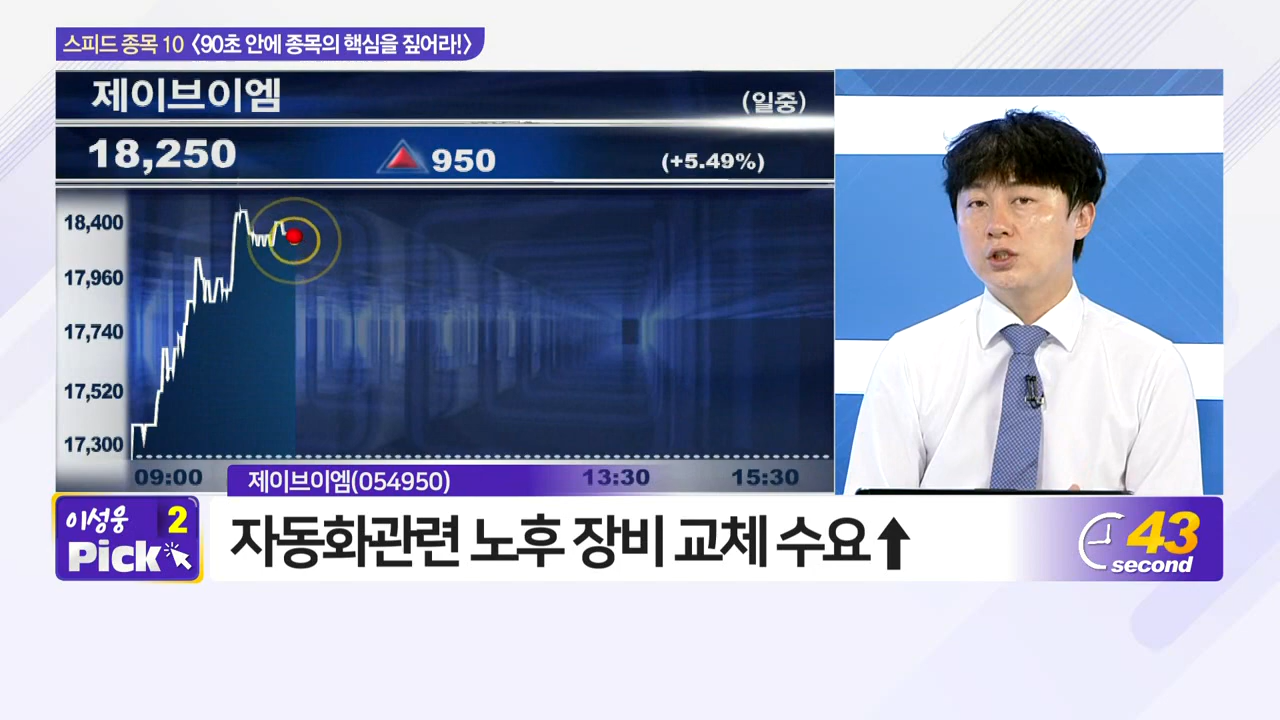 스피드 종목 10 〈90초 안에 종목의 핵심을 짚어라!〉
제이브이엠
(일중)
18,250 ▲ 950 (+5.49%)
18,400
17,960
17,740
17,520
17,300
09:00 13:30 15:30
제이브이엠(054950)
이성웅 2
Pick
자동화관련 노후 장비 교체 수요↑
43
second